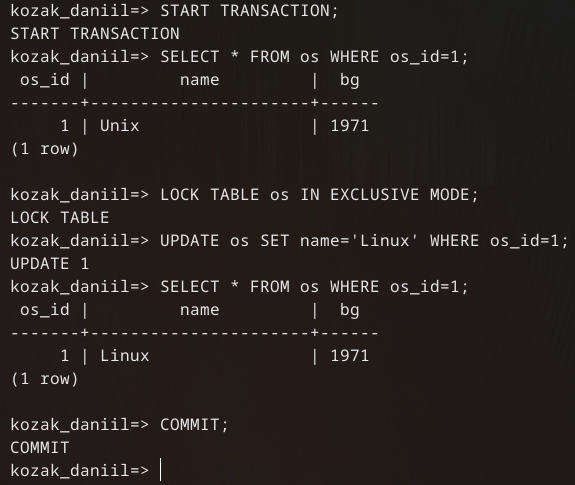 kozak_daniil=> START TRANSACTION;
START TRANSACTION
kozak_daniil=> SELECT * FROM os WHERE os_id=1;
 os_id |         name         |  bg
-------+----------------------+------
     1 | Unix                 | 1971
(1 row)

kozak_daniil=> LOCK TABLE os IN EXCLUSIVE MODE;
LOCK TABLE
kozak_daniil=> UPDATE os SET name='Linux' WHERE os_id=1;
UPDATE 1
kozak_daniil=> SELECT * FROM os WHERE os_id=1;
 os_id |         name         |  bg
-------+----------------------+------
     1 | Linux                | 1971
(1 row)

kozak_daniil=> COMMIT;
COMMIT
kozak_daniil=>